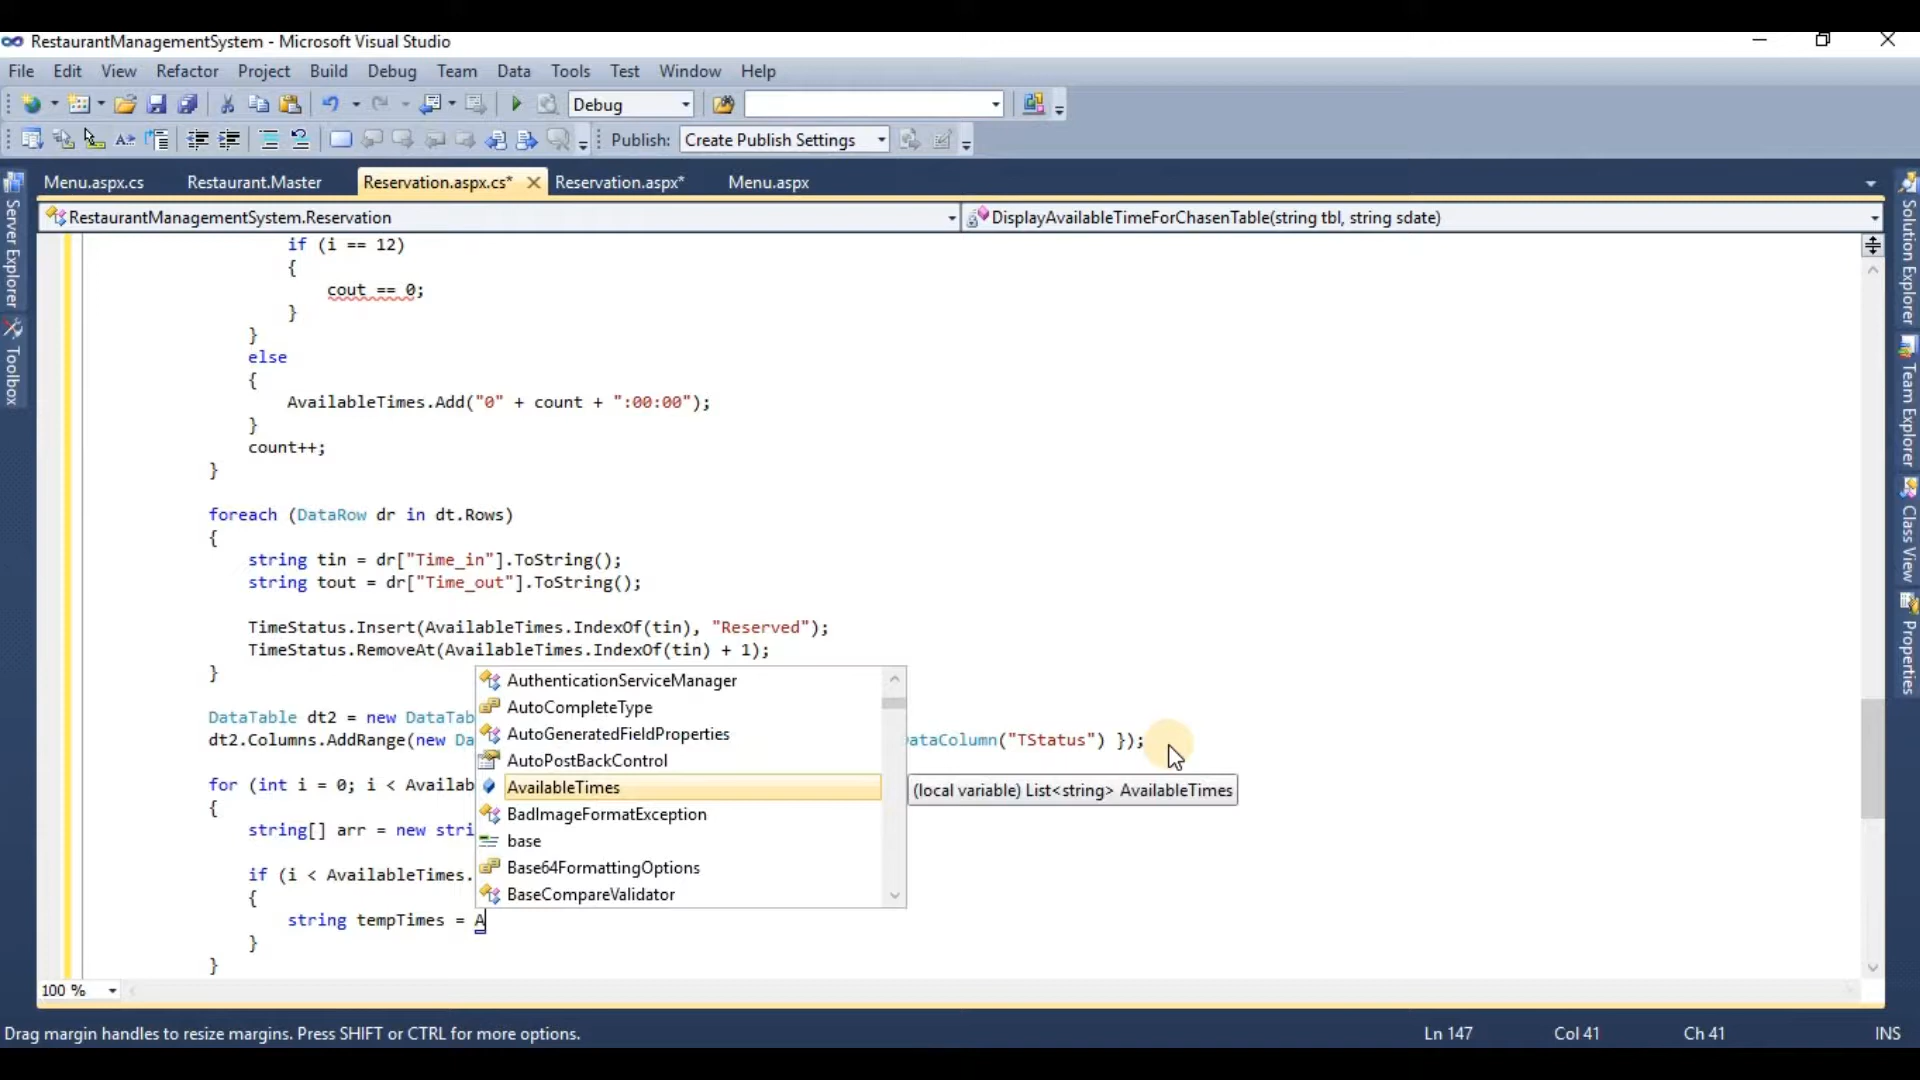 RestaurantManagementSystem - Microsoft Visual Studio
File Edit View Refactor Project Build Debug Team Data Tools Test Window Help
Debug
Publish: Create Publish Settings
Menu.aspx.cs Restaurant.Master Reservation.aspx.cs* Reservation.aspx* Menu.aspx
RestaurantManagementSystem.Reservation DisplayAvailableTimeForChasenTable(string tbl, string sdate)
Server Explorer
Toolbox
Solution Explorer
Team Explorer
Class View
Properties
if (i == 12)
{
cout == 0;
}
}
else
{
AvailableTimes.Add("0" + count + ":00:00");
}
count++;
}
foreach (DataRow dr in dt.Rows)
{
string tin = dr["Time_in"].ToString();
string tout = dr["Time_out"].ToString();
TimeStatus.Insert(AvailableTimes.IndexOf(tin), "Reserved");
TimeStatus.RemoveAt(AvailableTimes.IndexOf(tin) + 1);
}
DataTable dt2 = new DataTab
dt2.Columns.AddRange(new Da ataColumn("TStatus") });
for (int i = 0; i < Availab
{
string[] arr = new stri
if (i < AvailableTimes.
{
string tempTimes = A
}
}
AuthenticationServiceManager
AutoCompleteType
AutoGeneratedFieldProperties
AutoPostBackControl
AvailableTimes
BadImageFormatException
base
Base64FormattingOptions
BaseCompareValidator
(local variable) List<string> AvailableTimes
100 %
Drag margin handles to resize margins. Press SHIFT or CTRL for more options. Ln 147 Col 41 Ch 41 INS